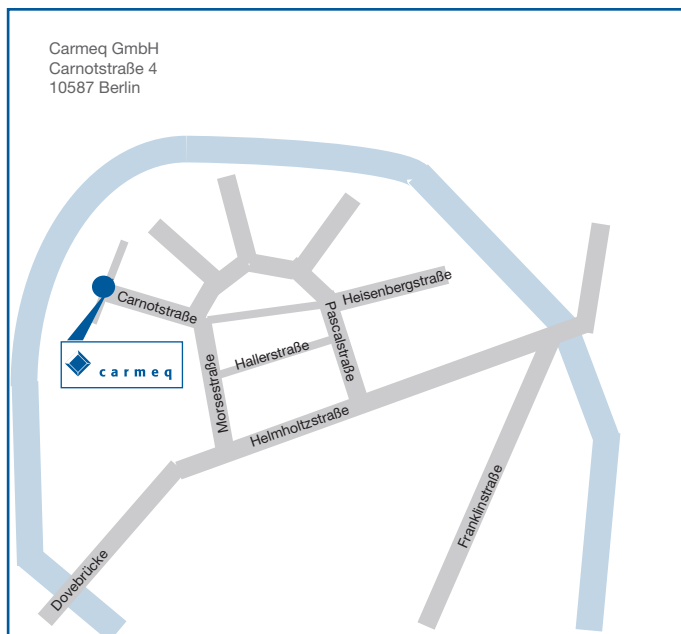 Carmeq GmbH
Carnotstraße 4
10587 Berlin
Heisenbergstraße
Carnotstraße
Pascalstraße
Hallerstraße
Morsestraße
carmeq
Helmholtzstraße
Franklinstraße
Dovebrücke